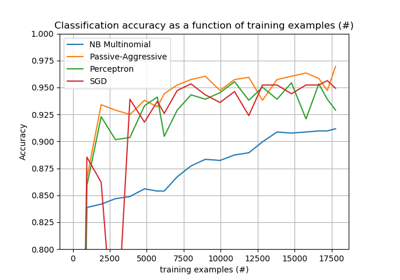 Classification accuracy as a function of training examples (#)
1.000
0.975
0.950
0.925
0.900
0.875
0.850
0.825
0.800
Accuracy
NB Multinomial
Passive-Aggressive
Perceptron
SGD
0 2500 5000 7500 10000 12500 15000 17500
training examples (#)